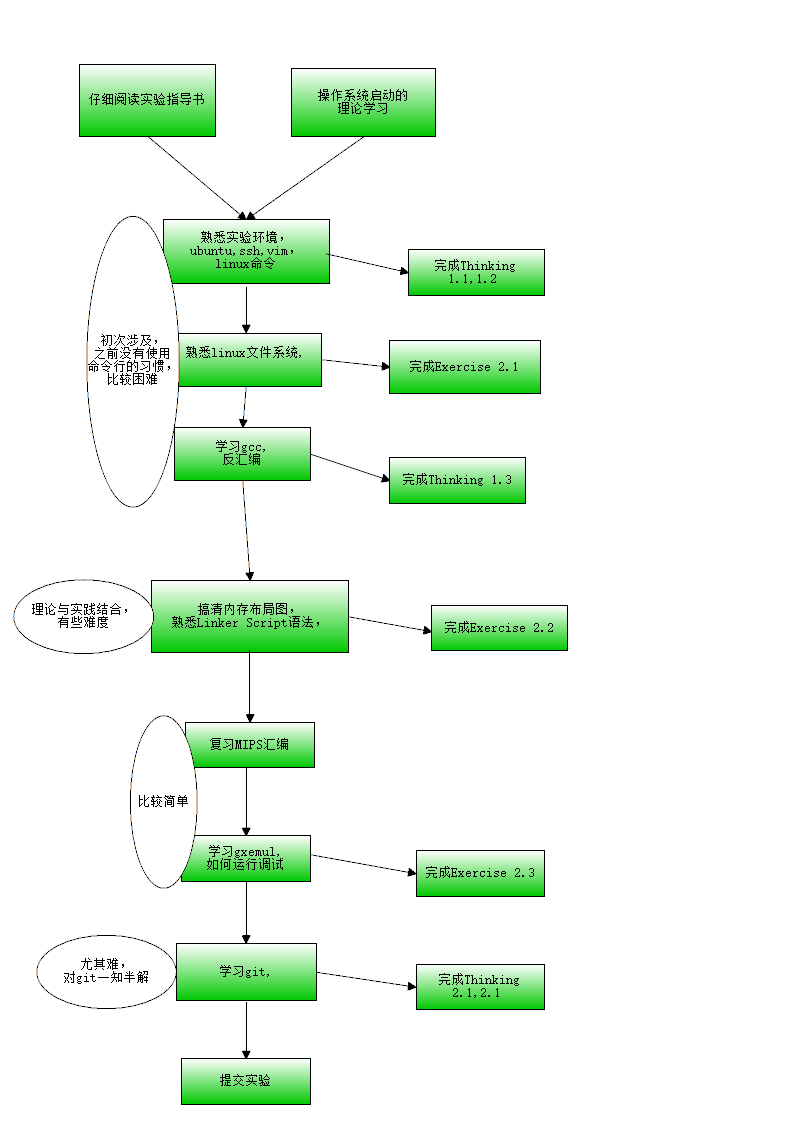 仔细阅读实验指导书
操作系统启动的
理论学习
熟悉实验环境，
ubuntu,ssh,vim，
linux命令
完成Thinking
1.1,1.2
初次涉及，
之前没有使用
命令行的习惯，
比较困难
熟悉linux文件系统，
完成Exercise 2.1
学习gcc，
反汇编
完成Thinking 1.3
理论与实践结合，
有些难度
搞清内存布局图，
熟悉Linker Script语法，
完成Exercise 2.2
复习MIPS汇编
比较简单
学习gxemul，
如何运行调试
完成Exercise 2.3
尤其难，
对git一知半解
学习git，
完成Thinking
2.1,2.1
提交实验